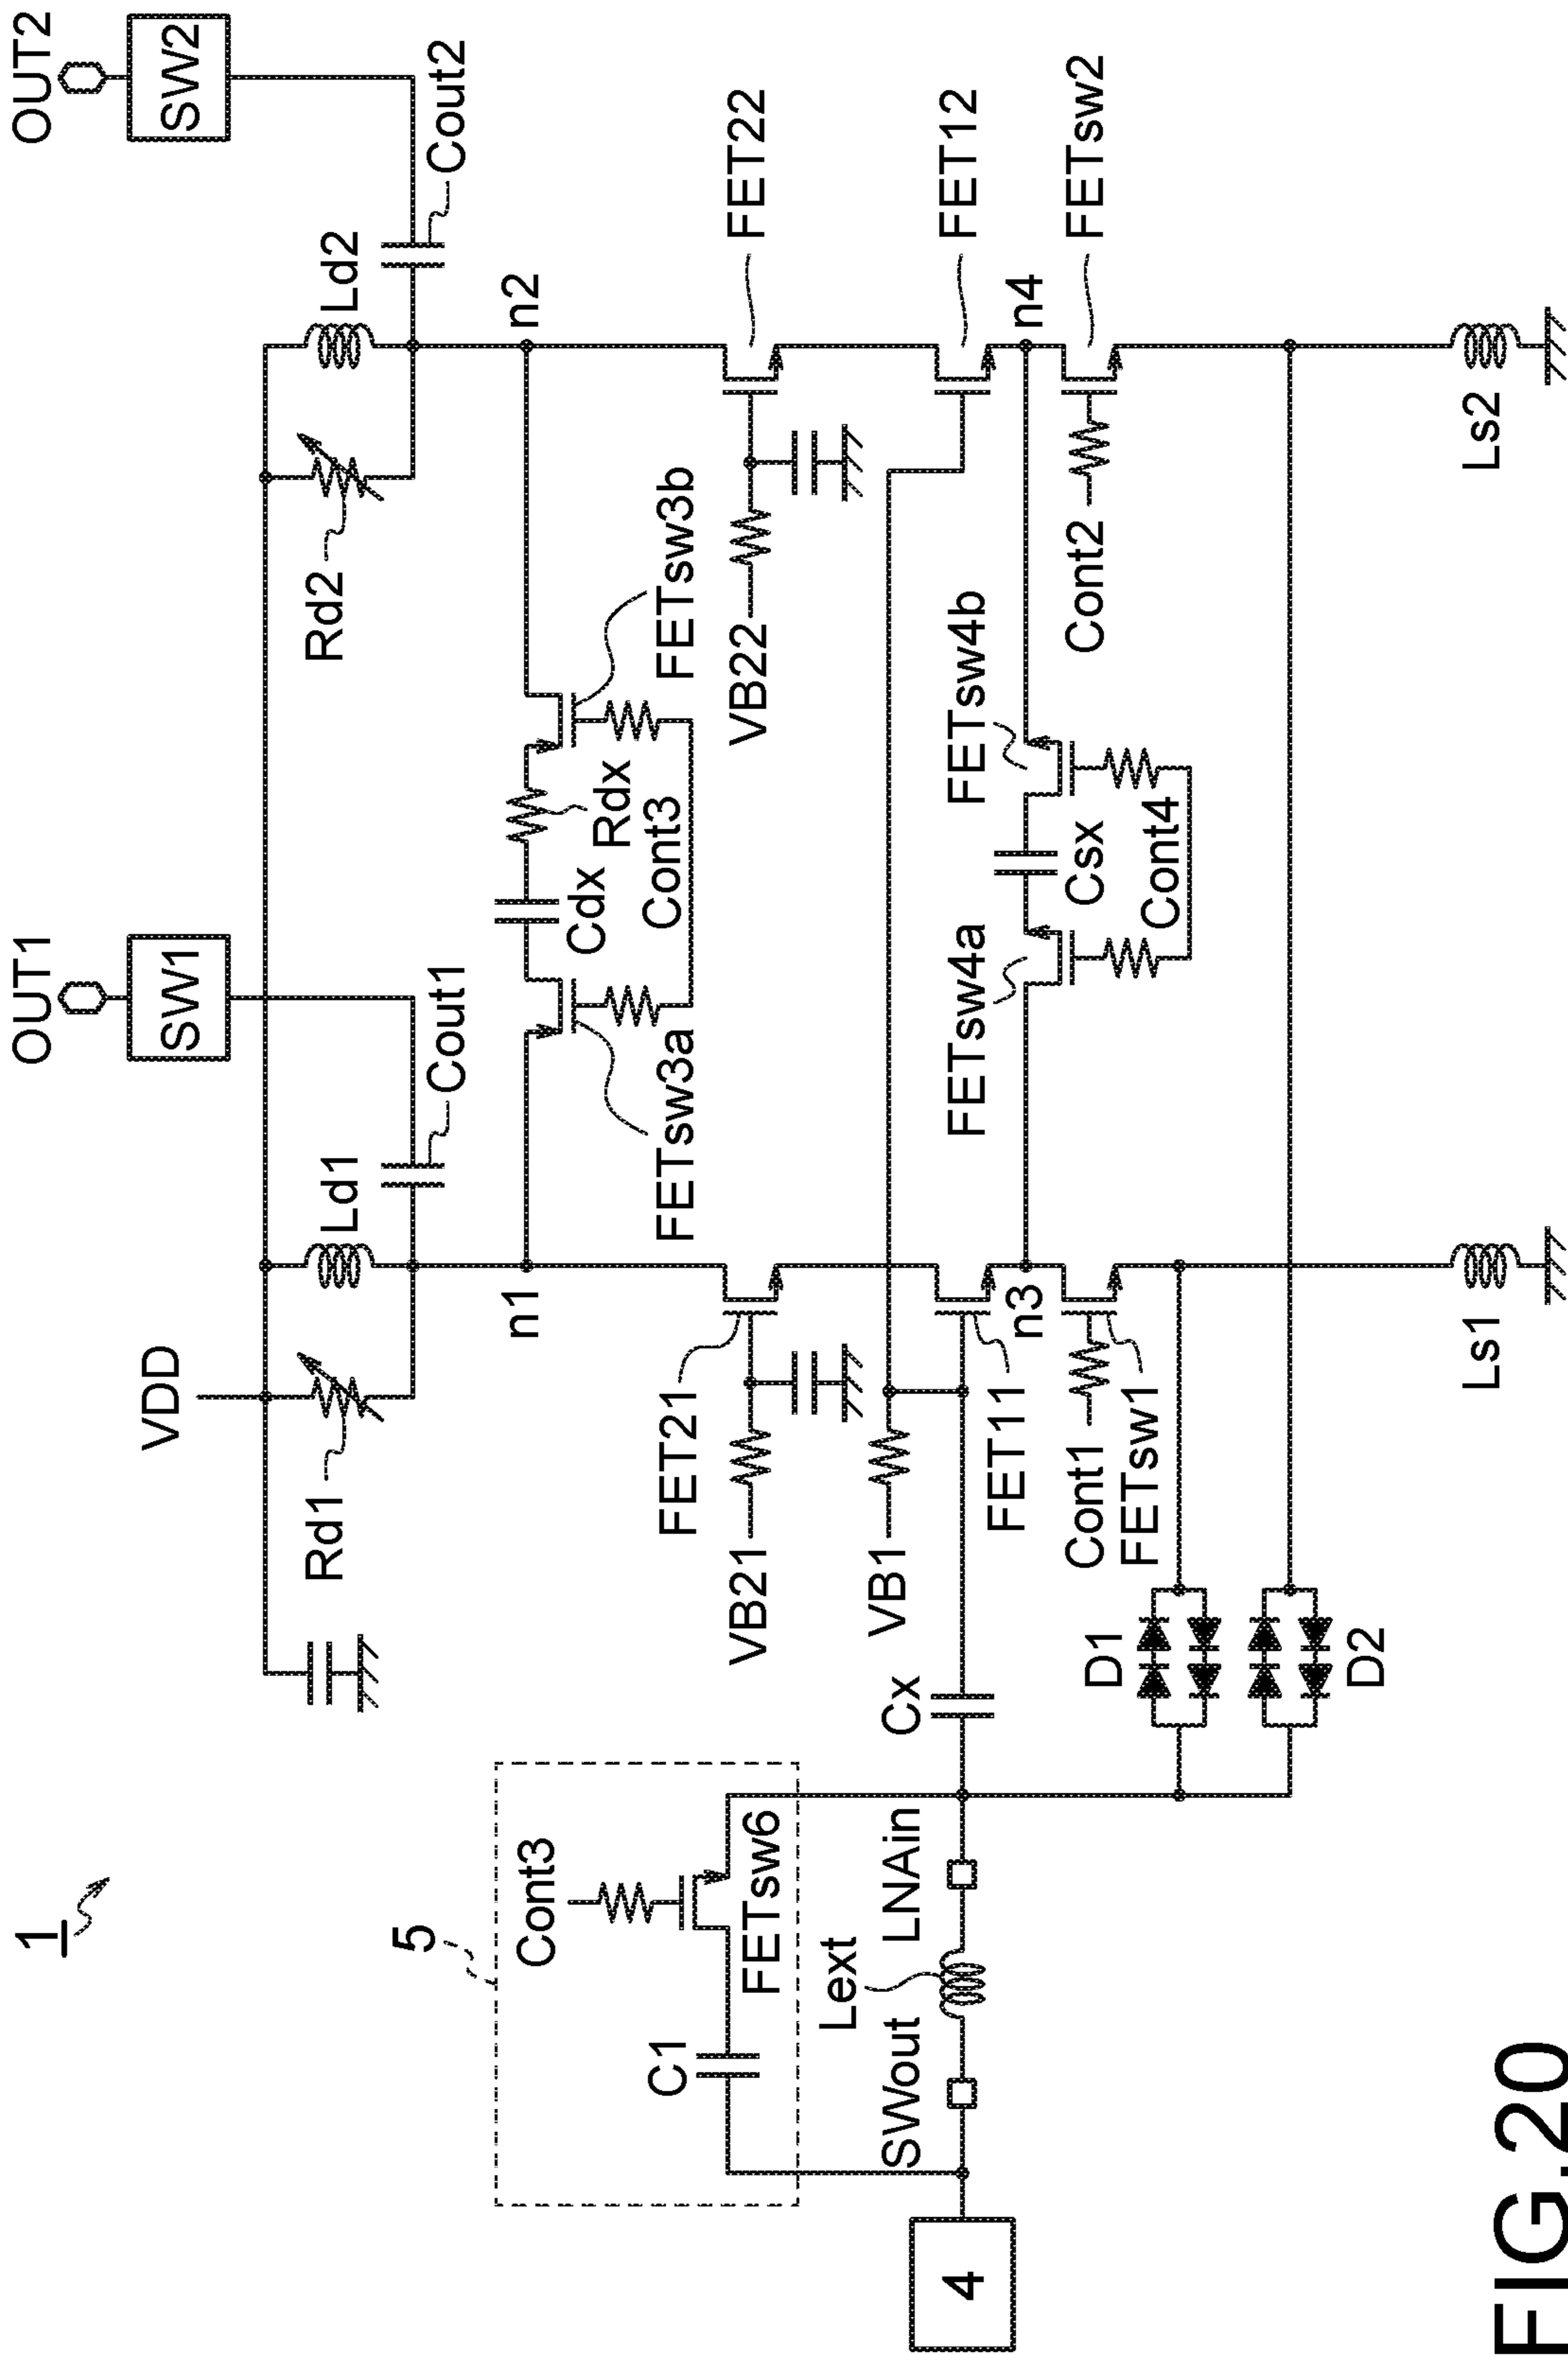 1
OUT1
OUT2
SW1
SW2
VDD
Rd1
Ld1
Cout1
Rd2
Ld2
Cout2
5
Cont3
C1
FETsw6
n1
n2
Cdx
Rdx
Cont3
FETsw3a
FETsw3b
FET21
VB21
VB22
FET22
VB1
Lext
SWout
LNAin
Cx
4
FET11
FET12
n3
n4
FETsw4a
FETsw4b
Csx
Cont4
Cont1
FETsw1
Cont2
FETsw2
D1
D2
Ls1
Ls2
FIG.20